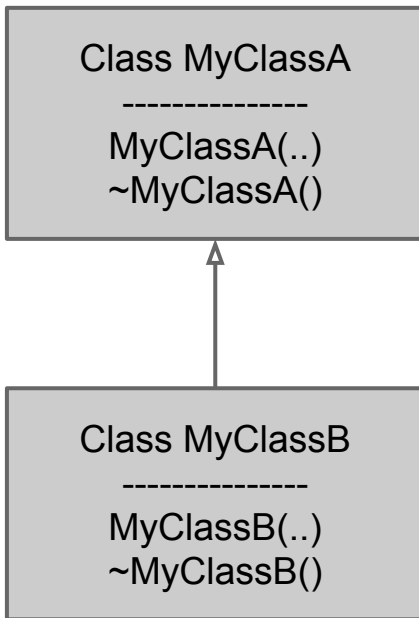 Class MyClassA
---------------
MyClassA(..)
~MyClassA()
Class MyClassB
---------------
MyClassB(..)
~MyClassB()